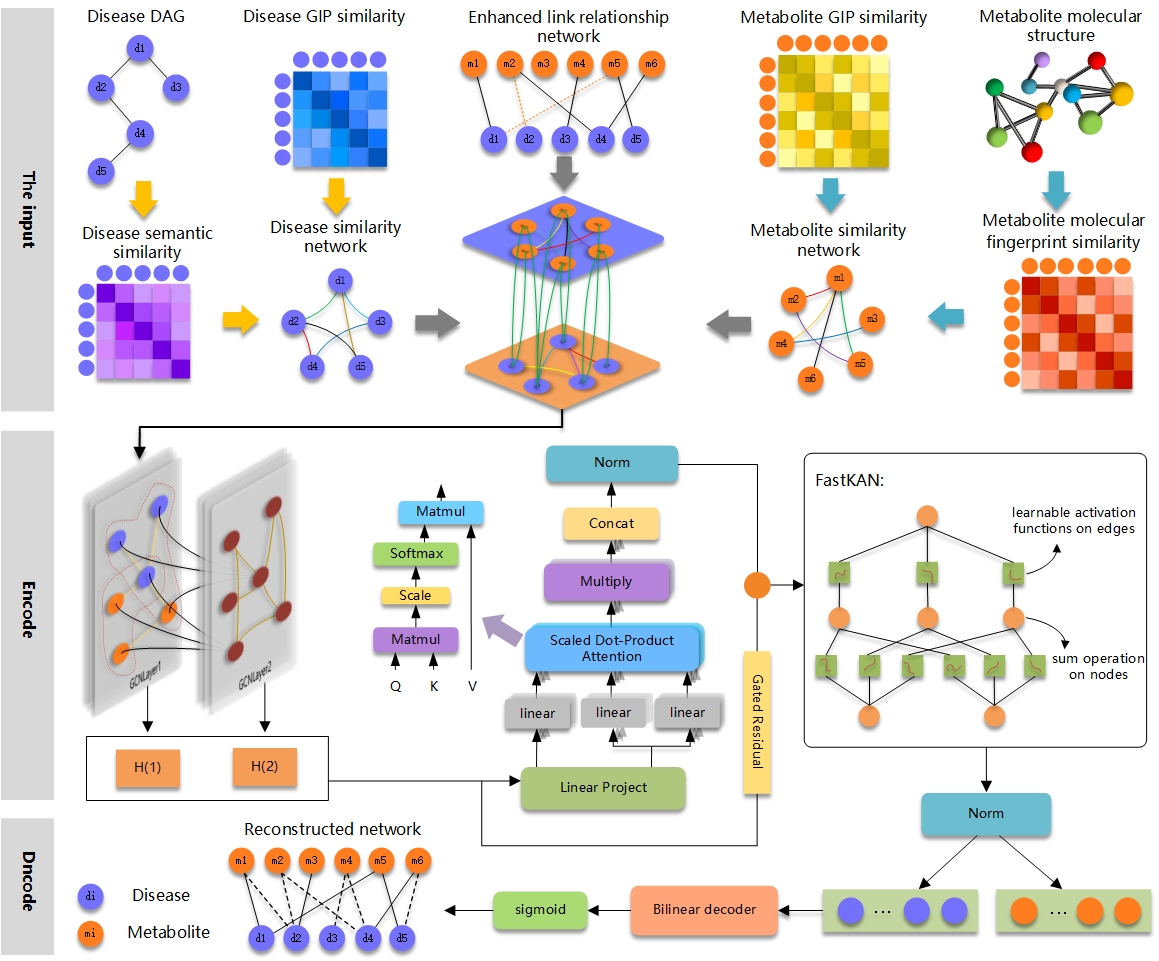 The input
Disease DAG
d1
d2
d3
d4
d5
Disease GIP similarity
Enhanced link relationship
network
m1
m2
m3
m4
m5
m6
d1
d2
d3
d4
d5
Metabolite GIP similarity
Metabolite molecular
structure
Disease semantic
similarity
Disease similarity
network
d1
d2
d3
d4
d5
Metabolite similarity
network
m1
m2
m3
m4
m5
m6
Metabolite molecular
fingerprint similarity
Encode
GCNLayer1
GCNLayer2
H(1)
H(2)
Matmul
Softmax
Scale
Matmul
Q
K
V
Norm
Concat
Multiply
Scaled Dot-Product
Attention
linear
linear
linear
Linear Project
Gated Residual
FastKAN:
learnable activation
functions on edges
sum operation
on nodes
Norm
Dncode
di
Disease
mi
Metabolite
Reconstructed network
m1
m2
m3
m4
m5
m6
d1
d2
d3
d4
d5
sigmoid
Bilinear decoder
...
...